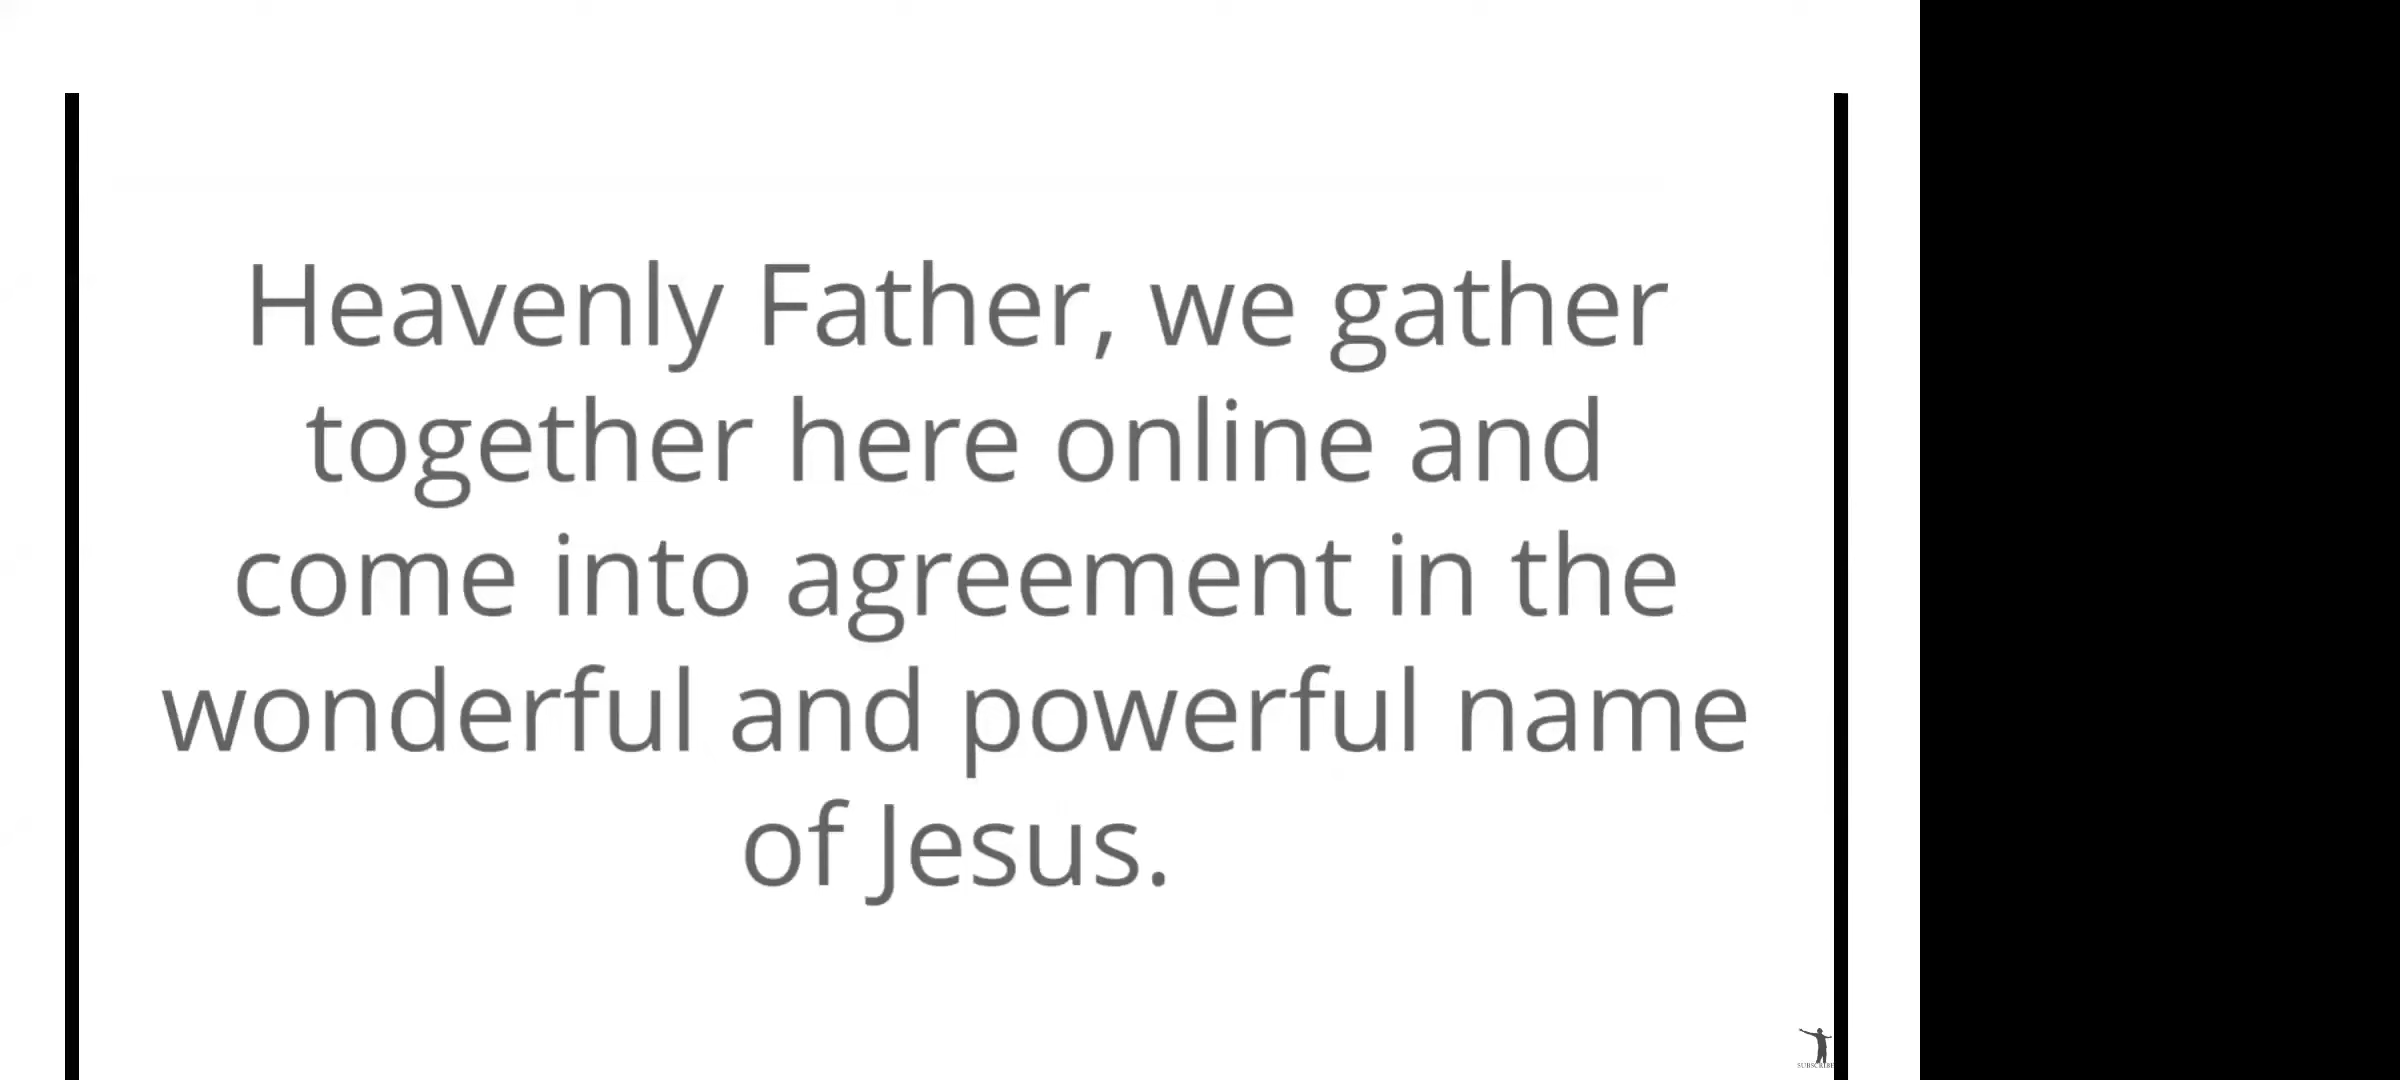 Heavenly Father, we gather
together here online and
come into agreement in the
wonderful and powerful name
of Jesus.
SUBSCRIBE